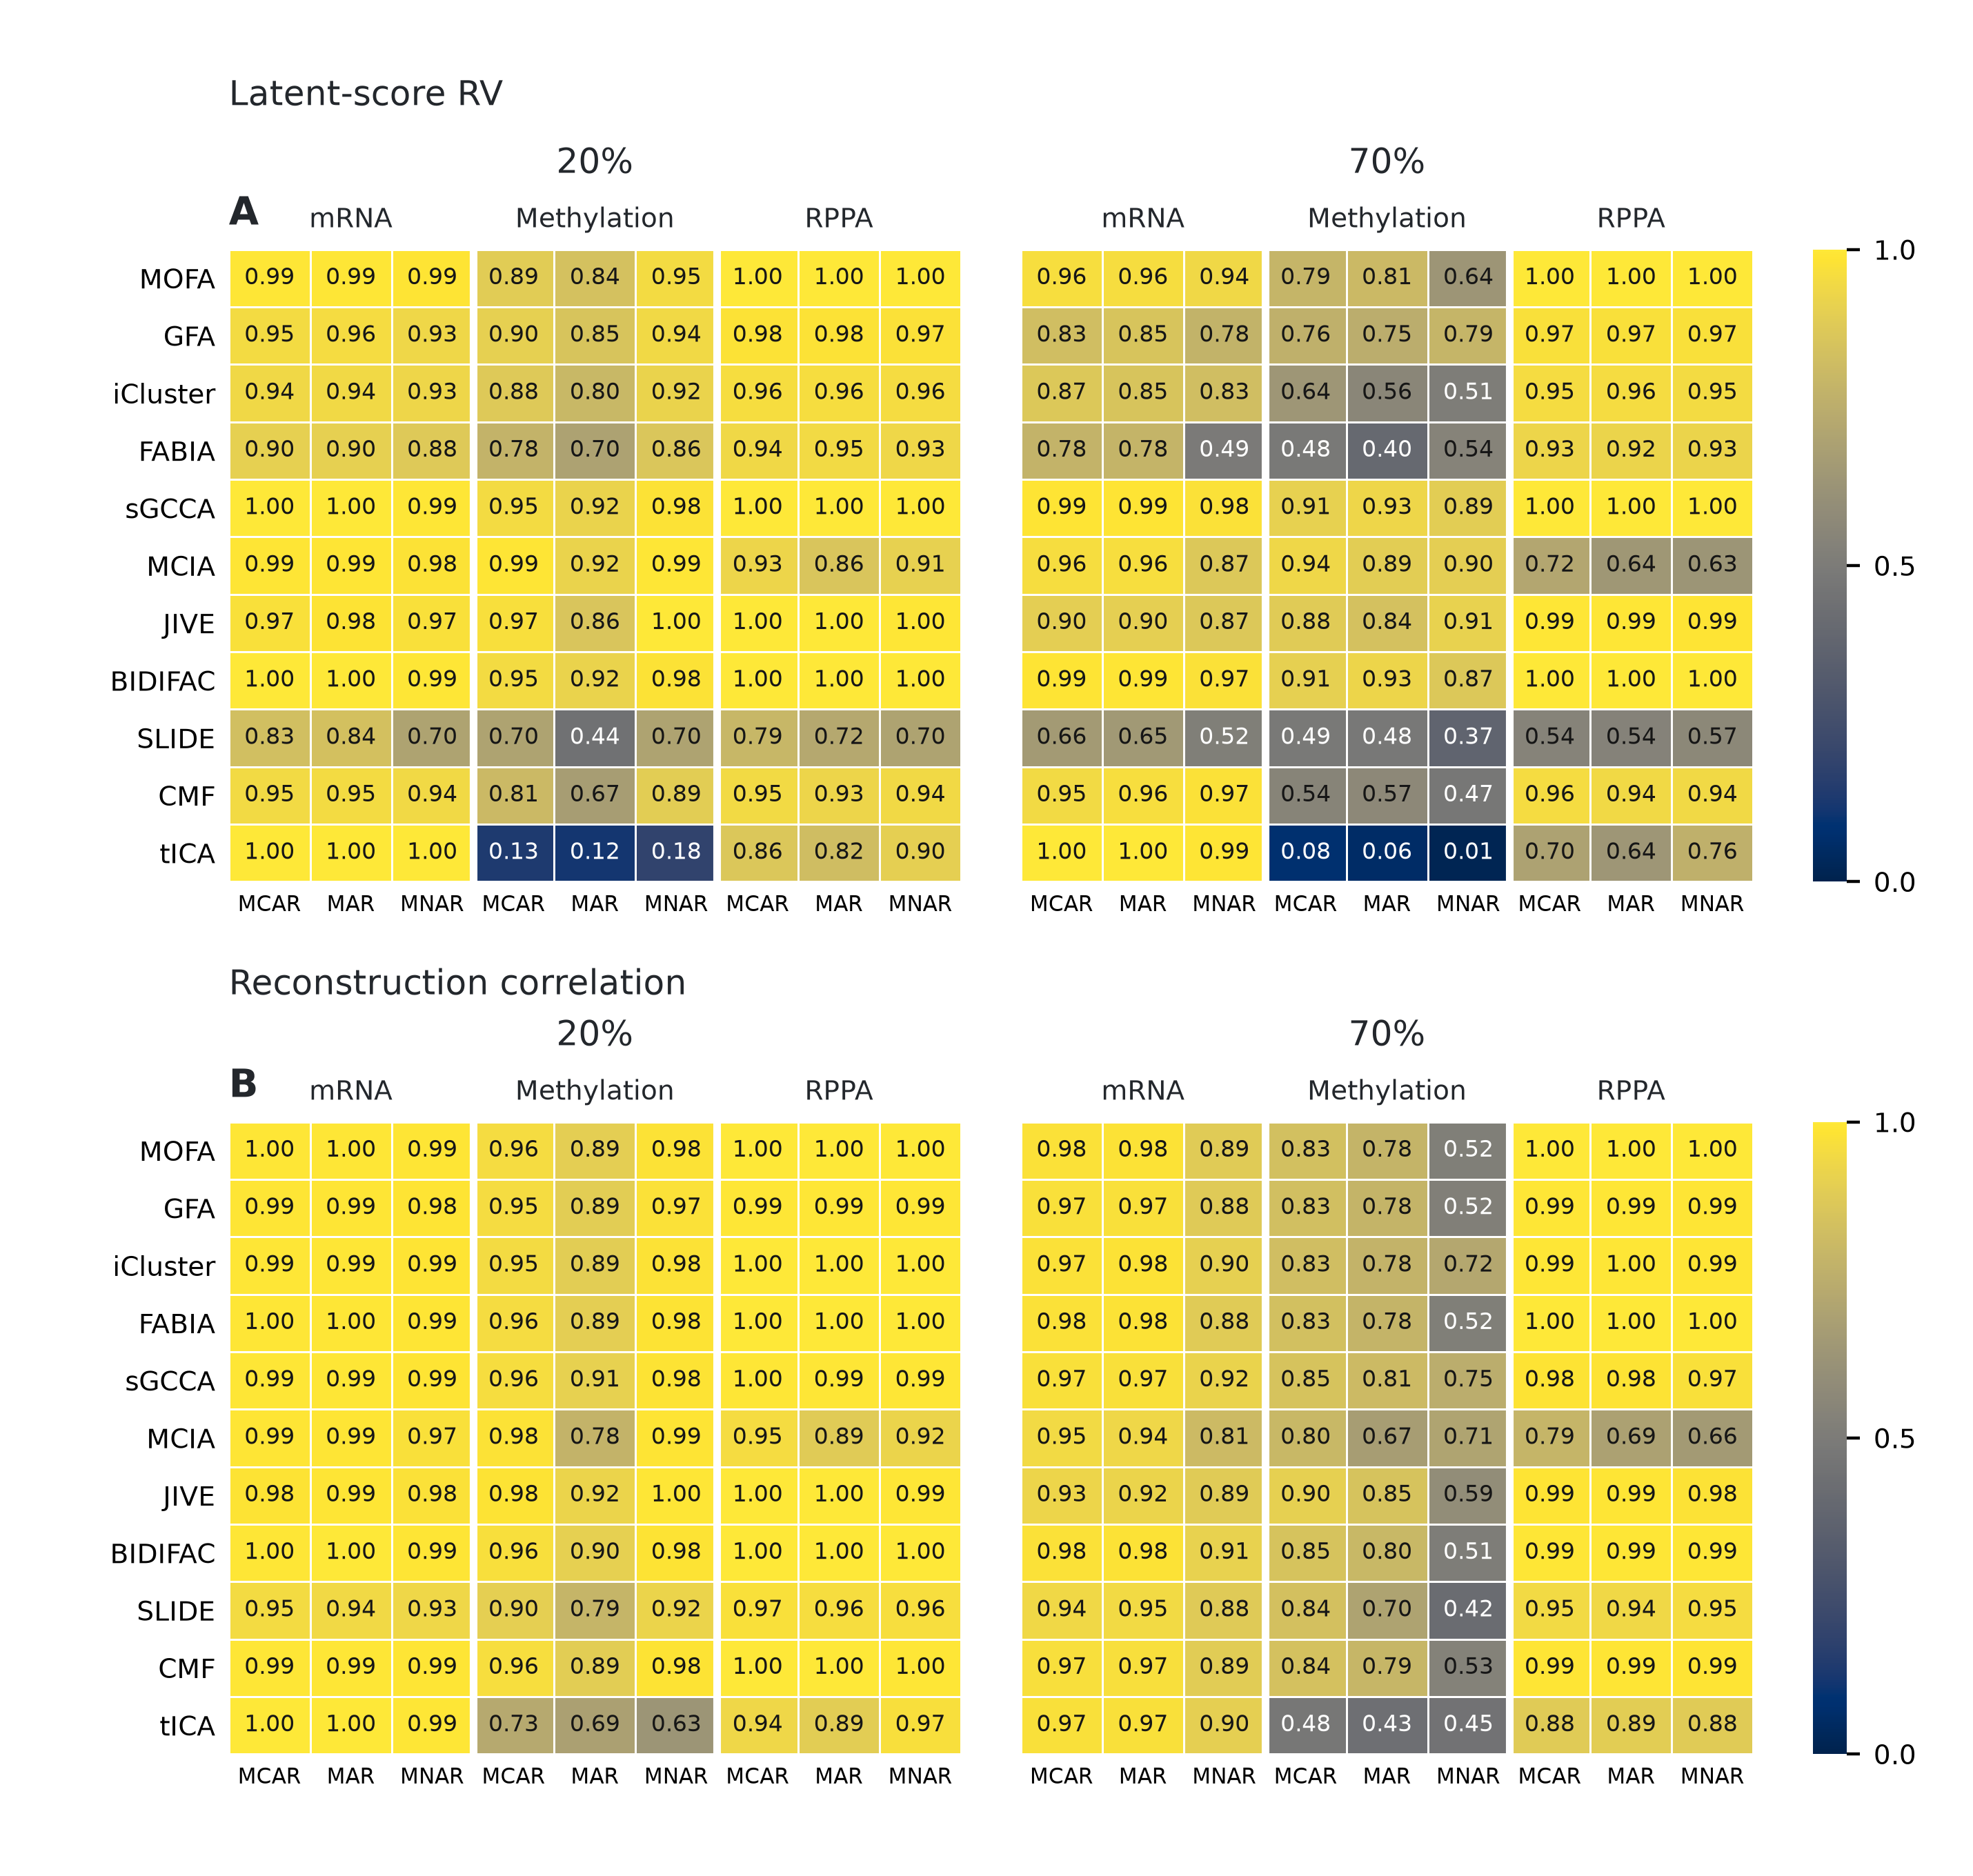 Latent-score RV
20% 70%
A mRNA Methylation RPPA mRNA Methylation RPPA
1.0
MOFA 0.99 0.99 0.99 0.89 0.84 0.95 1.00 1.00 1.00 0.96 0.96 0.94 0.79 0.81 0.64 1.00 1.00 1.00
GFA 0.95 0.96 0.93 0.90 0.85 0.94 0.98 0.98 0.97 0.83 0.85 0.78 0.76 0.75 0.79 0.97 0.97 0.97
iCluster 0.94 0.94 0.93 0.88 0.80 0.92 0.96 0.96 0.96 0.87 0.85 0.83 0.64 0.56 0.51 0.95 0.96 0.95
FABIA 0.90 0.90 0.88 0.78 0.70 0.86 0.94 0.95 0.93 0.78 0.78 0.49 0.48 0.40 0.54 0.93 0.92 0.93
sGCCA 1.00 1.00 0.99 0.95 0.92 0.98 1.00 1.00 1.00 0.99 0.99 0.98 0.91 0.93 0.89 1.00 1.00 1.00
MCIA 0.99 0.99 0.98 0.99 0.92 0.99 0.93 0.86 0.91 0.96 0.96 0.87 0.94 0.89 0.90 0.72 0.64 0.63 0.5
JIVE 0.97 0.98 0.97 0.97 0.86 1.00 1.00 1.00 1.00 0.90 0.90 0.87 0.88 0.84 0.91 0.99 0.99 0.99
BIDIFAC 1.00 1.00 0.99 0.95 0.92 0.98 1.00 1.00 1.00 0.99 0.99 0.97 0.91 0.93 0.87 1.00 1.00 1.00
SLIDE 0.83 0.84 0.70 0.70 0.44 0.70 0.79 0.72 0.70 0.66 0.65 0.52 0.49 0.48 0.37 0.54 0.54 0.57
CMF 0.95 0.95 0.94 0.81 0.67 0.89 0.95 0.93 0.94 0.95 0.96 0.97 0.54 0.57 0.47 0.96 0.94 0.94
tICA 1.00 1.00 1.00 0.13 0.12 0.18 0.86 0.82 0.90 1.00 1.00 0.99 0.08 0.06 0.01 0.70 0.64 0.76
0.0
MCAR MAR MNAR MCAR MAR MNAR MCAR MAR MNAR MCAR MAR MNAR MCAR MAR MNAR MCAR MAR MNAR
Reconstruction correlation
20% 70%
B mRNA Methylation RPPA mRNA Methylation RPPA
1.0
MOFA 1.00 1.00 0.99 0.96 0.89 0.98 1.00 1.00 1.00 0.98 0.98 0.89 0.83 0.78 0.52 1.00 1.00 1.00
GFA 0.99 0.99 0.98 0.95 0.89 0.97 0.99 0.99 0.99 0.97 0.97 0.88 0.83 0.78 0.52 0.99 0.99 0.99
iCluster 0.99 0.99 0.99 0.95 0.89 0.98 1.00 1.00 1.00 0.97 0.98 0.90 0.83 0.78 0.72 0.99 1.00 0.99
FABIA 1.00 1.00 0.99 0.96 0.89 0.98 1.00 1.00 1.00 0.98 0.98 0.88 0.83 0.78 0.52 1.00 1.00 1.00
sGCCA 0.99 0.99 0.99 0.96 0.91 0.98 1.00 0.99 0.99 0.97 0.97 0.92 0.85 0.81 0.75 0.98 0.98 0.97
MCIA 0.99 0.99 0.97 0.98 0.78 0.99 0.95 0.89 0.92 0.95 0.94 0.81 0.80 0.67 0.71 0.79 0.69 0.66 0.5
JIVE 0.98 0.99 0.98 0.98 0.92 1.00 1.00 1.00 0.99 0.93 0.92 0.89 0.90 0.85 0.59 0.99 0.99 0.98
BIDIFAC 1.00 1.00 0.99 0.96 0.90 0.98 1.00 1.00 1.00 0.98 0.98 0.91 0.85 0.80 0.51 0.99 0.99 0.99
SLIDE 0.95 0.94 0.93 0.90 0.79 0.92 0.97 0.96 0.96 0.94 0.95 0.88 0.84 0.70 0.42 0.95 0.94 0.95
CMF 0.99 0.99 0.99 0.96 0.89 0.98 1.00 1.00 1.00 0.97 0.97 0.89 0.84 0.79 0.53 0.99 0.99 0.99
tICA 1.00 1.00 0.99 0.73 0.69 0.63 0.94 0.89 0.97 0.97 0.97 0.90 0.48 0.43 0.45 0.88 0.89 0.88
0.0
MCAR MAR MNAR MCAR MAR MNAR MCAR MAR MNAR MCAR MAR MNAR MCAR MAR MNAR MCAR MAR MNAR